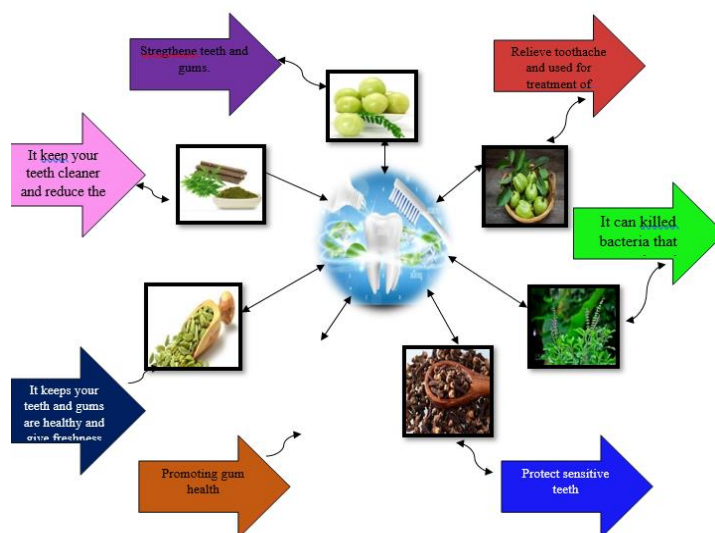 Stregthene teeth and
gums.
Relieve toothache
and used for
treatment of
It keep your
teeth cleaner
and reduce the
It can killed
bacteria that
It keeps your
teeth and gums
are healthy and
give freshness
Promoting gum
health
Protect sensitive
teeth